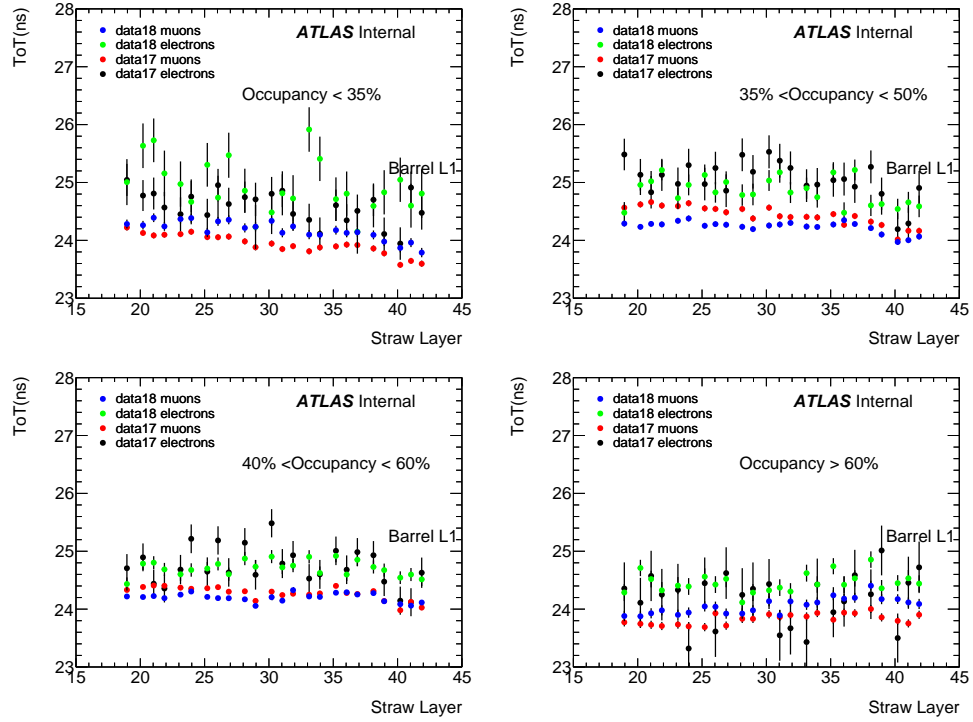 ToT(ns)
28
27
26
25
24
23
data18 muons
data18 electrons
data17 muons
data17 electrons
ATLAS Internal
Occupancy < 35%
Barrel L1
15 20 25 30 35 40 45
Straw Layer
ToT(ns)
28
27
26
25
24
23
data18 muons
data18 electrons
data17 muons
data17 electrons
ATLAS Internal
35% <Occupancy < 50%
Barrel L1
15 20 25 30 35 40 45
Straw Layer
ToT(ns)
28
27
26
25
24
23
data18 muons
data18 electrons
data17 muons
data17 electrons
ATLAS Internal
40% <Occupancy < 60%
Barrel L1
15 20 25 30 35 40 45
Straw Layer
ToT(ns)
28
27
26
25
24
23
data18 muons
data18 electrons
data17 muons
data17 electrons
ATLAS Internal
Occupancy > 60%
Barrel L1
15 20 25 30 35 40 45
Straw Layer